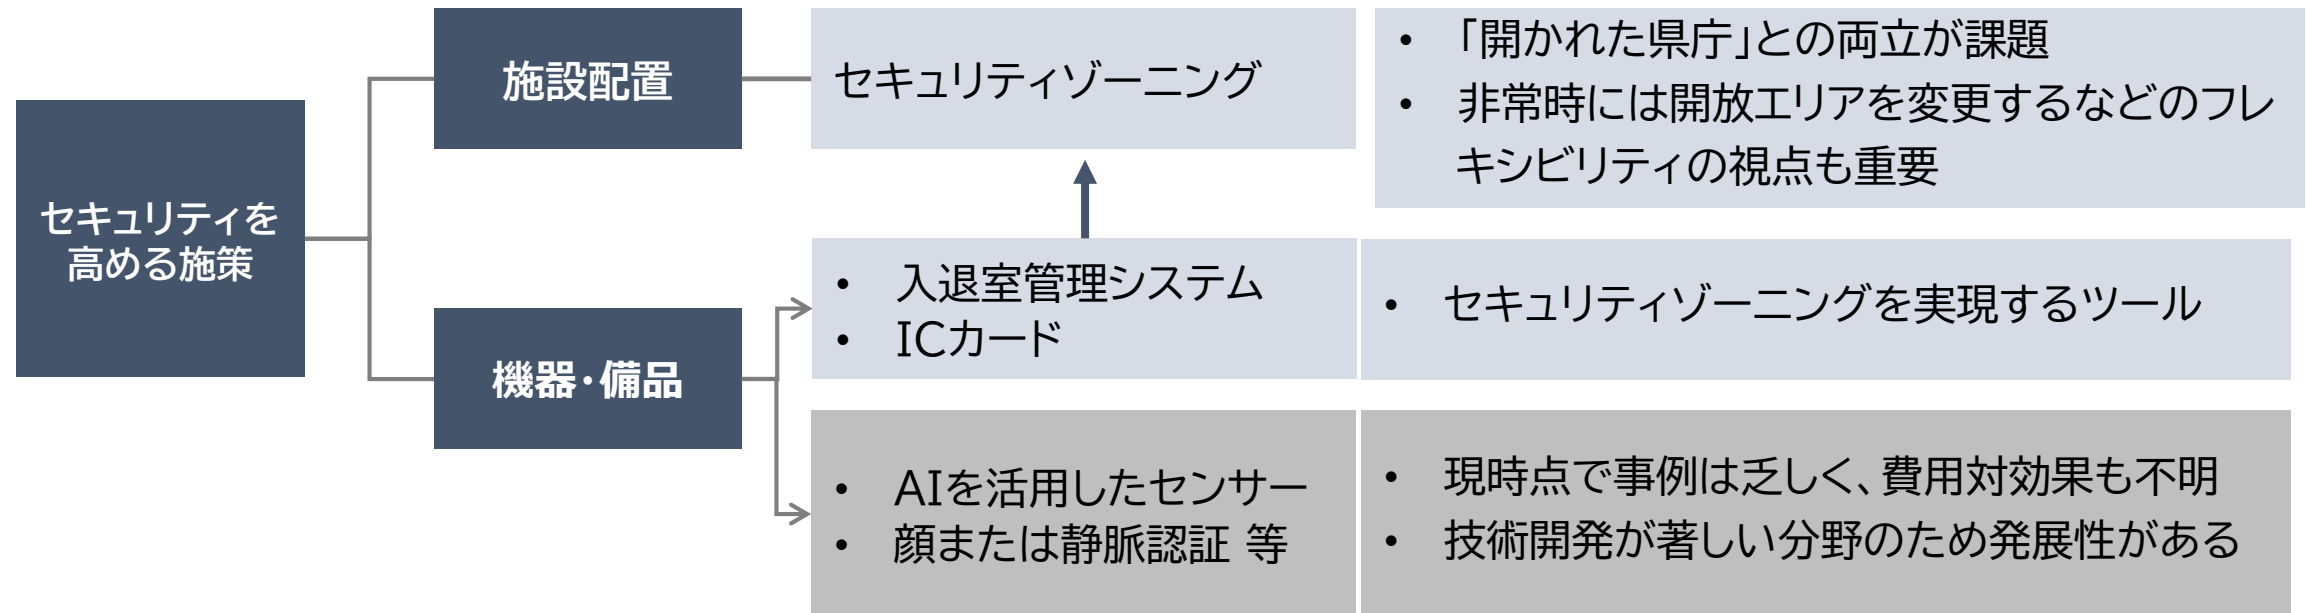 セキュリティを
高める施策
施設配置
セキュリティゾーニング
• 「開かれた県庁」との両立が課題
• 非常時には開放エリアを変更するなどのフレ
キシビリティの視点も重要
機器・備品
• 入退室管理システム
• ICカード
• セキュリティゾーニングを実現するツール
• AIを活用したセンサー
• 顔または静脈認証 等
• 現時点で事例は乏しく、費用対効果も不明
• 技術開発が著しい分野のため発展性がある